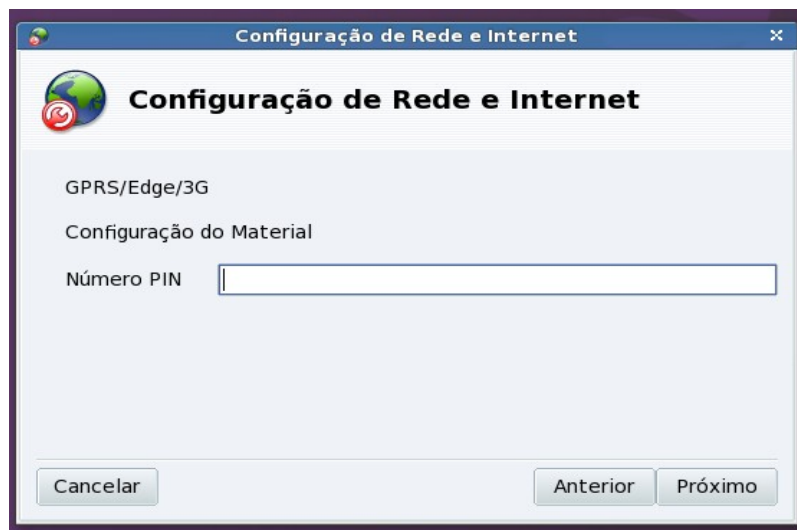 Configuração de Rede e Internet
Configuração de Rede e Internet
GPRS/Edge/3G
Configuração do Material
Número PIN
Cancelar Anterior Próximo